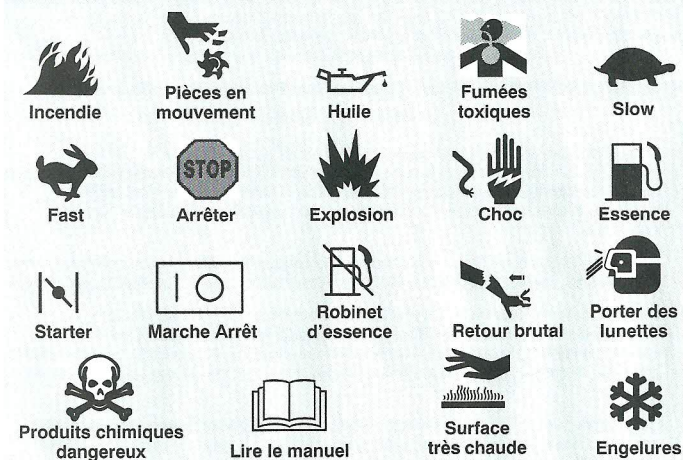 Incendie
Pièces en
mouvement
Huile
Fumées
toxiques
Slow
Fast
STOP
Arrêter
Explosion
Choc
Essence
Starter
Marche Arrêt
Robinet
d'essence
Retour brutal
Porter des
lunettes
Produits chimiques
dangereux
Lire le manuel
Surface
très chaude
Engelures